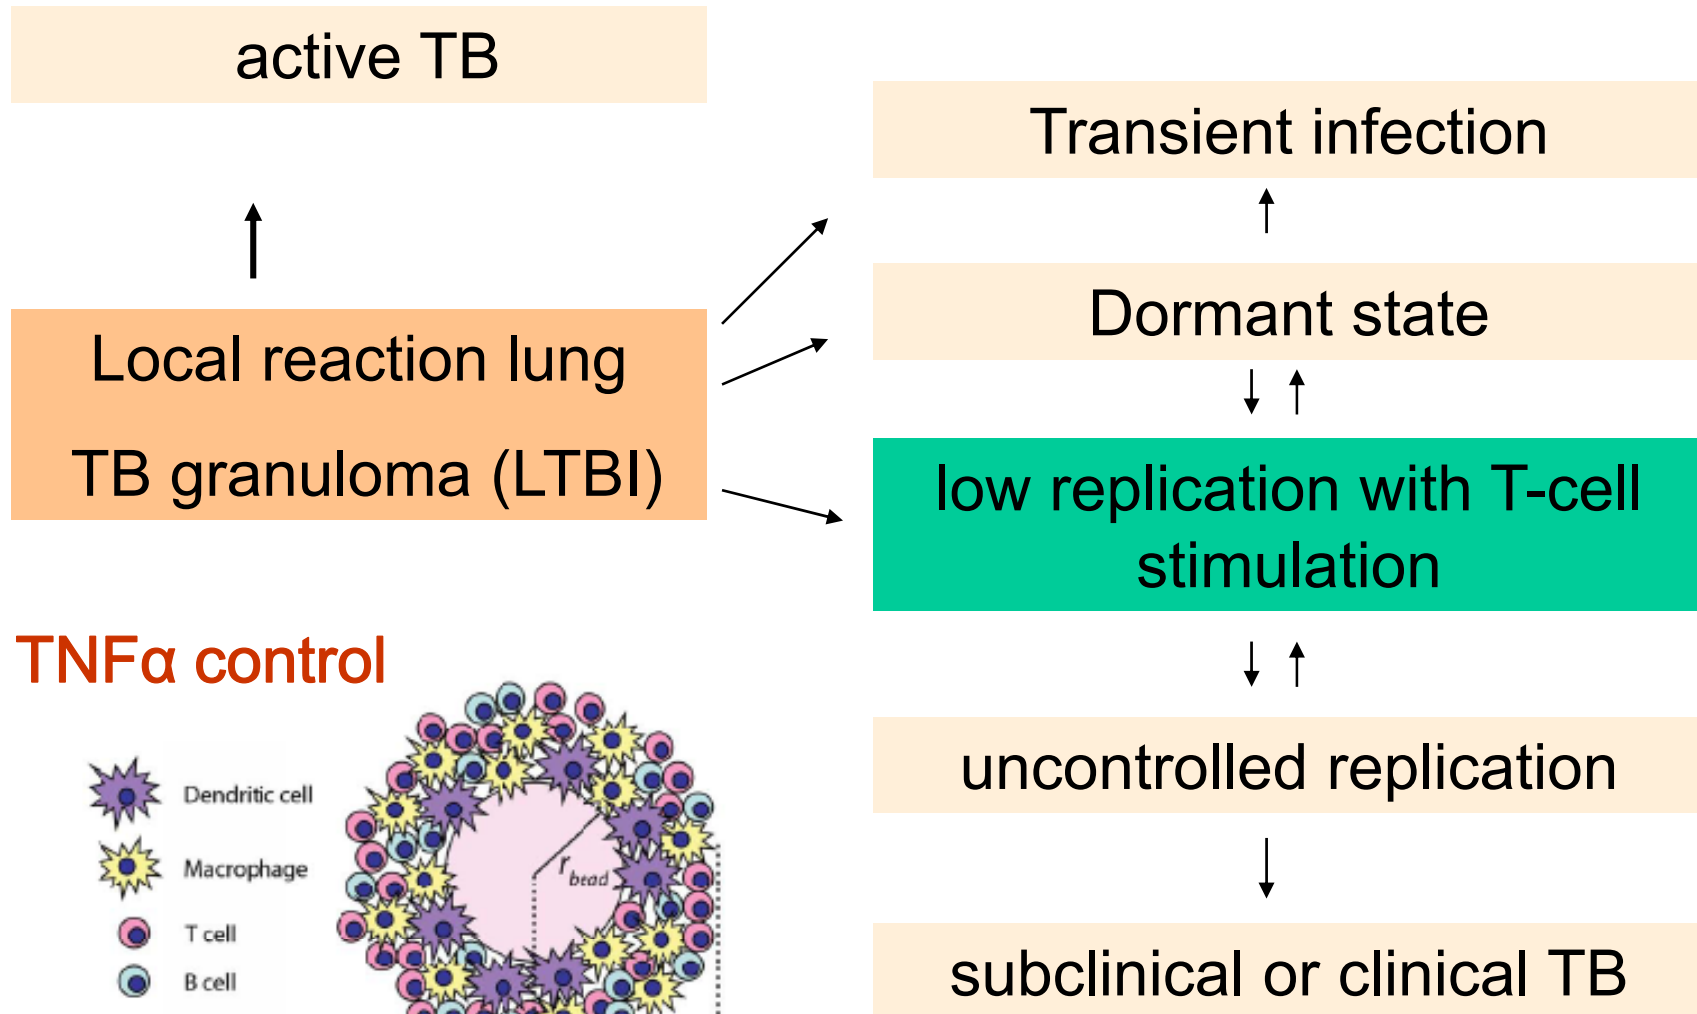 active TB
Local reaction lung
TB granuloma (LTBI)
TNFα control
Dendritic cell
Macrophage
T cell
B cell
r bead
Transient infection
Dormant state
low replication with T-cell
stimulation
uncontrolled replication
subclinical or clinical TB